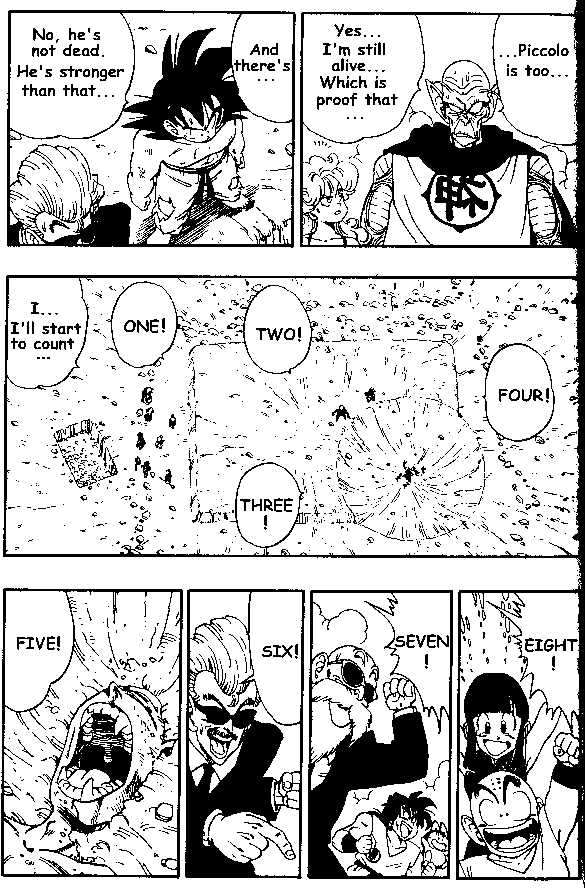 No, he's
not dead.
He's stronger
than that...
And
there's
...
Yes...
I'm still
alive...
Which is
proof that
...
...Piccolo
is too...
I...
I'll start
to count
...
ONE!
TWO!
THREE
!
FOUR!
FIVE!
SIX!
SEVEN
!
EIGHT
!